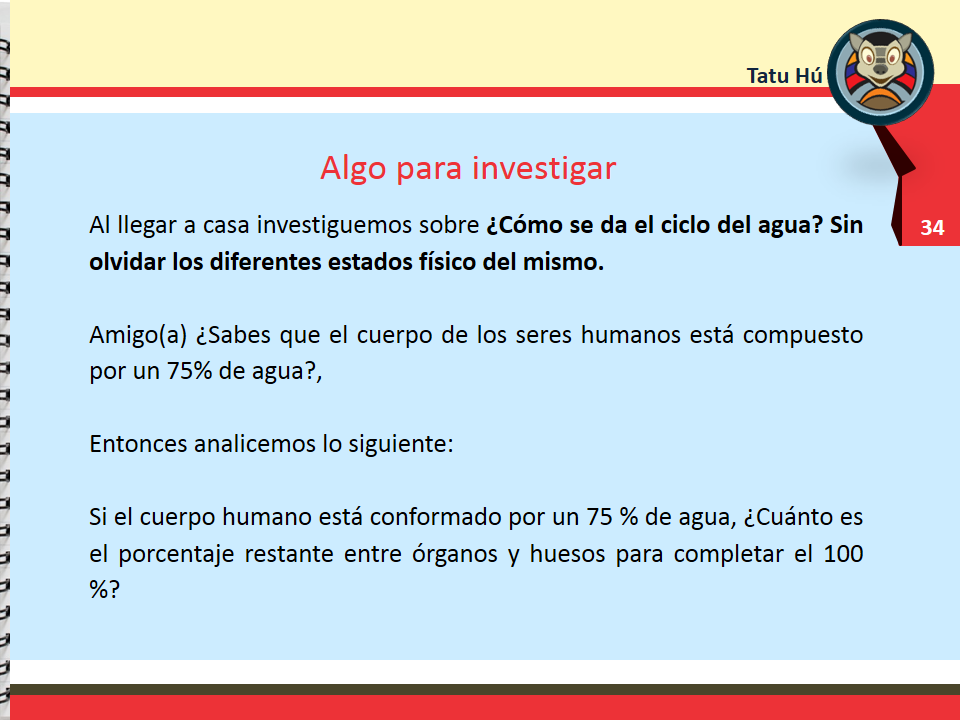 Tatu Hú
Algo para investigar
Al llegar a casa investiguemos sobre ¿Cómo se da el ciclo del agua? Sin
34
olvidar los diferentes estados físico del mismo.
Amigo(a) ¿Sabes que el cuerpo de los seres humanos está compuesto
por un 75% de agua?,
Entonces analicemos lo siguiente:
Si el cuerpo humano está conformado por un 75 % de agua, ¿Cuánto es
el porcentaje restante entre órganos y huesos para completar el 100
%?